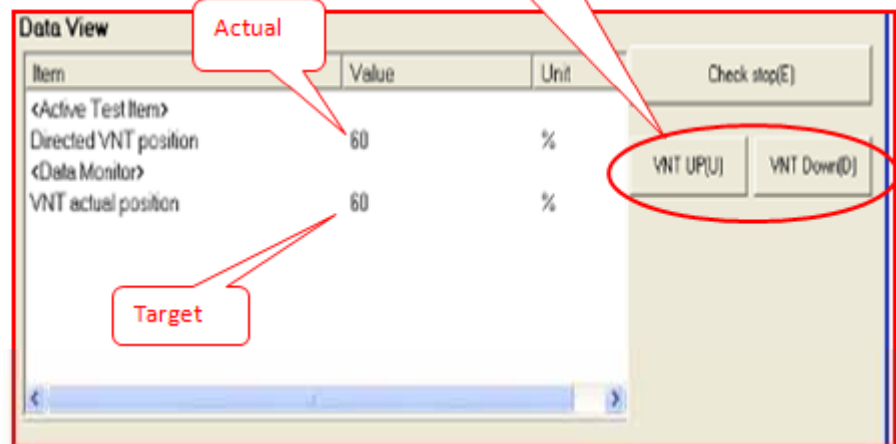 Data View
Actual
Item Value Unit
Check stop(E)
<Active Test Item>
Directed VNT position 60 %
<Data Monitor>
VNT UP(U) VNT Down(D)
VNT actual position 60 %
Target